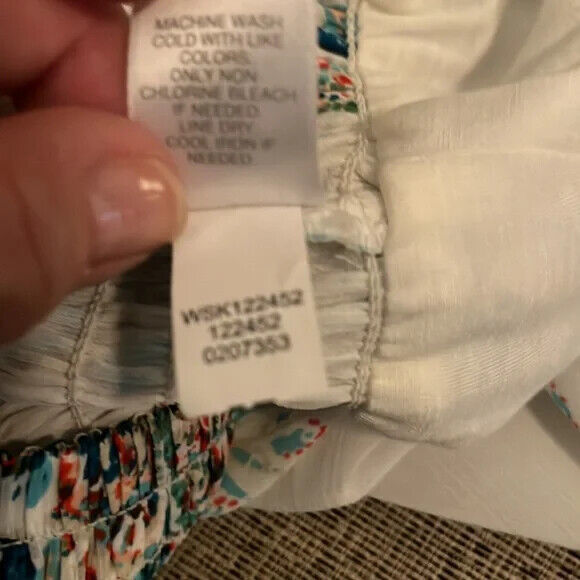 MACHINE WASH
COLD WITH LIKE
COLORS.
ONLY NON
CHLORINE BLEACH
IF NEEDED.
LINE DRY.
COOL IRON IF
NEEDED.
WSK122452
122452
0207353